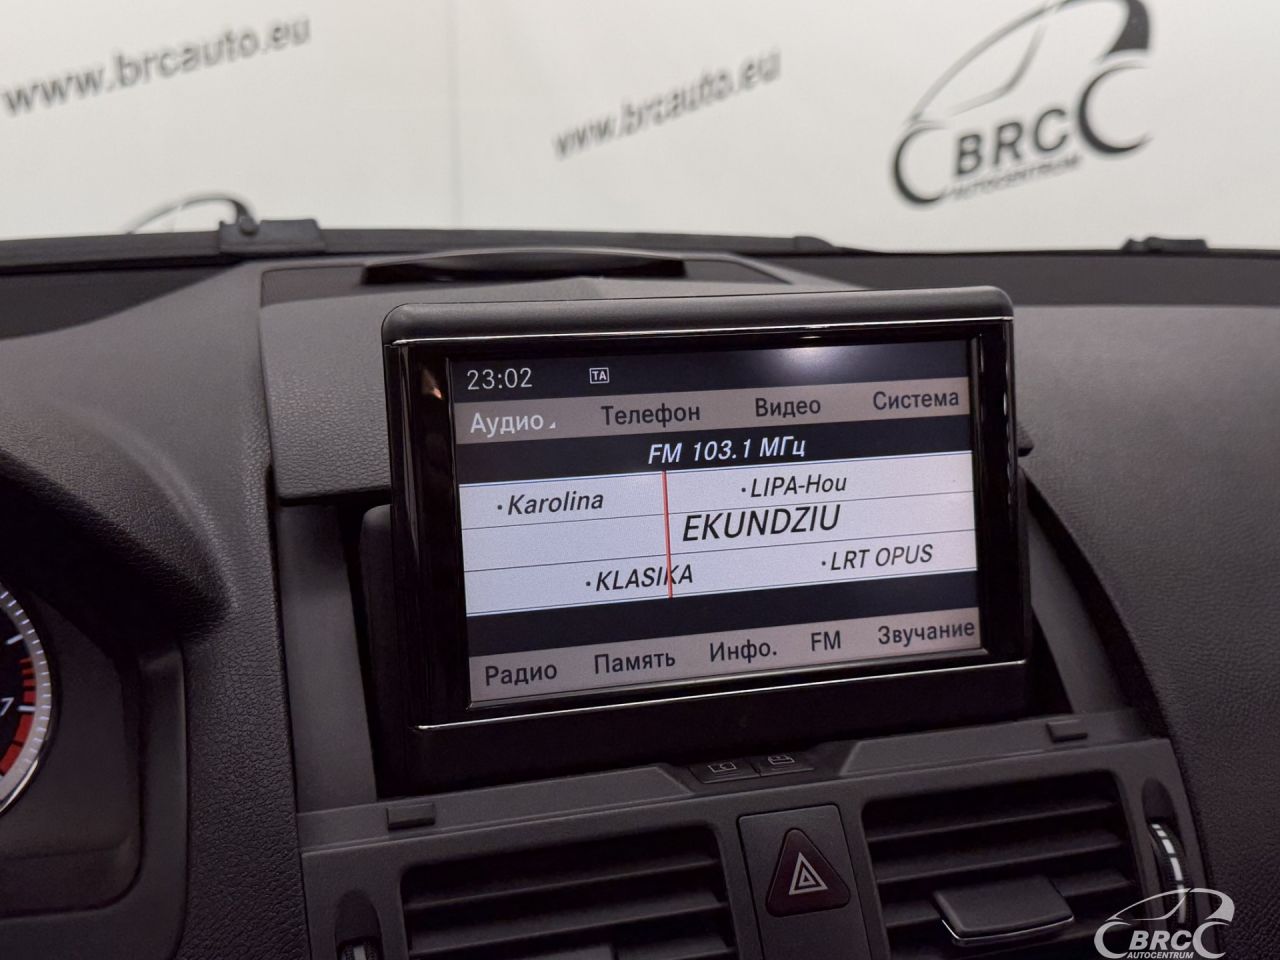 www.brcauto.eu
www.brcauto.eu
BRC
AUTOCENTRUM
23:02 TA
Аудио Телефон Видео Система
FM 103.1 МГц
·Karolina ·LIPA-Hou
EKUNDZIU
·KLASIKA ·LRT OPUS
Радио Память Инфо. FM Звучание
7
BRC
AUTOCENTRUM